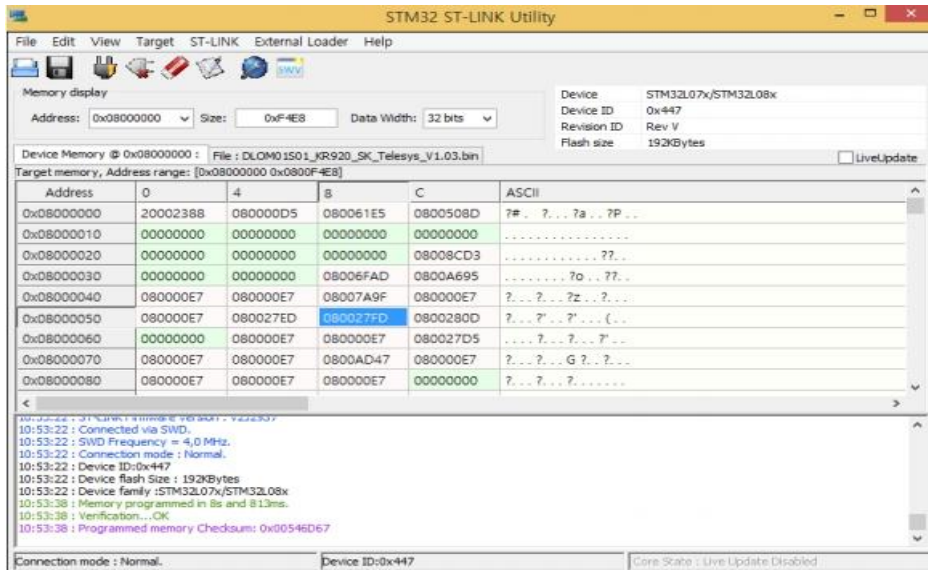 STM32 ST-LINK Utility
File Edit View Target ST-LINK External Loader Help
Memory display
Address: 0x08000000 Size: 0xF4E8 Data Width: 32 bits
Device STM32L07x/STM32L08x
Device ID 0x447
Revision ID Rev V
Flash size 192KBytes
LiveUpdate
Device Memory @ 0x08000000 : File : DLOM01S01_KR920_SK_Telesys_V1.03.bin
Target memory, Address range: [0x08000000 0x0800F4E8]
Address 0 4 8 C ASCII
0x08000000 20002388 080000D5 080061E5 0800508D ?# . ?. . . ?a . . ?P . .
0x08000010 00000000 00000000 00000000 00000000 . . . . . . . . . . . . . . . .
0x08000020 00000000 00000000 00000000 08008CD3 . . . . . . . . . . . . ??. .
0x08000030 00000000 00000000 08006FAD 0800A695 . . . . . . . . ?o . . ??. .
0x08000040 080000E7 080000E7 08007A9F 080000E7 ?. . . ?. . . ?z . . ?. . .
0x08000050 080000E7 080027ED 080027FD 0800280D ?. . . ?' . . ?' . . . ( . .
0x08000060 00000000 080000E7 080000E7 080027D5 . . . . ?. . . ?. . . ?' . .
0x08000070 080000E7 080000E7 0800AD47 080000E7 ?. . . ?. . . G ?. . ?. . .
0x08000080 080000E7 080000E7 080000E7 00000000 ?. . . ?. . . ?. . . . . . .
10:53:22 : Connected via SWD.
10:53:22 : SWD Frequency = 4,0 MHz.
10:53:22 : Connection mode : Normal.
10:53:22 : Device ID:0x447
10:53:22 : Device flash Size : 192KBytes
10:53:22 : Device family :STM32L07x/STM32L08x
10:53:38 : Memory programmed in 8s and 813ms.
10:53:38 : Verification...OK
10:53:38 : Programmed memory Checksum: 0x00546D67
Connection mode : Normal. Device ID:0x447 Core State : Live Update Disabled